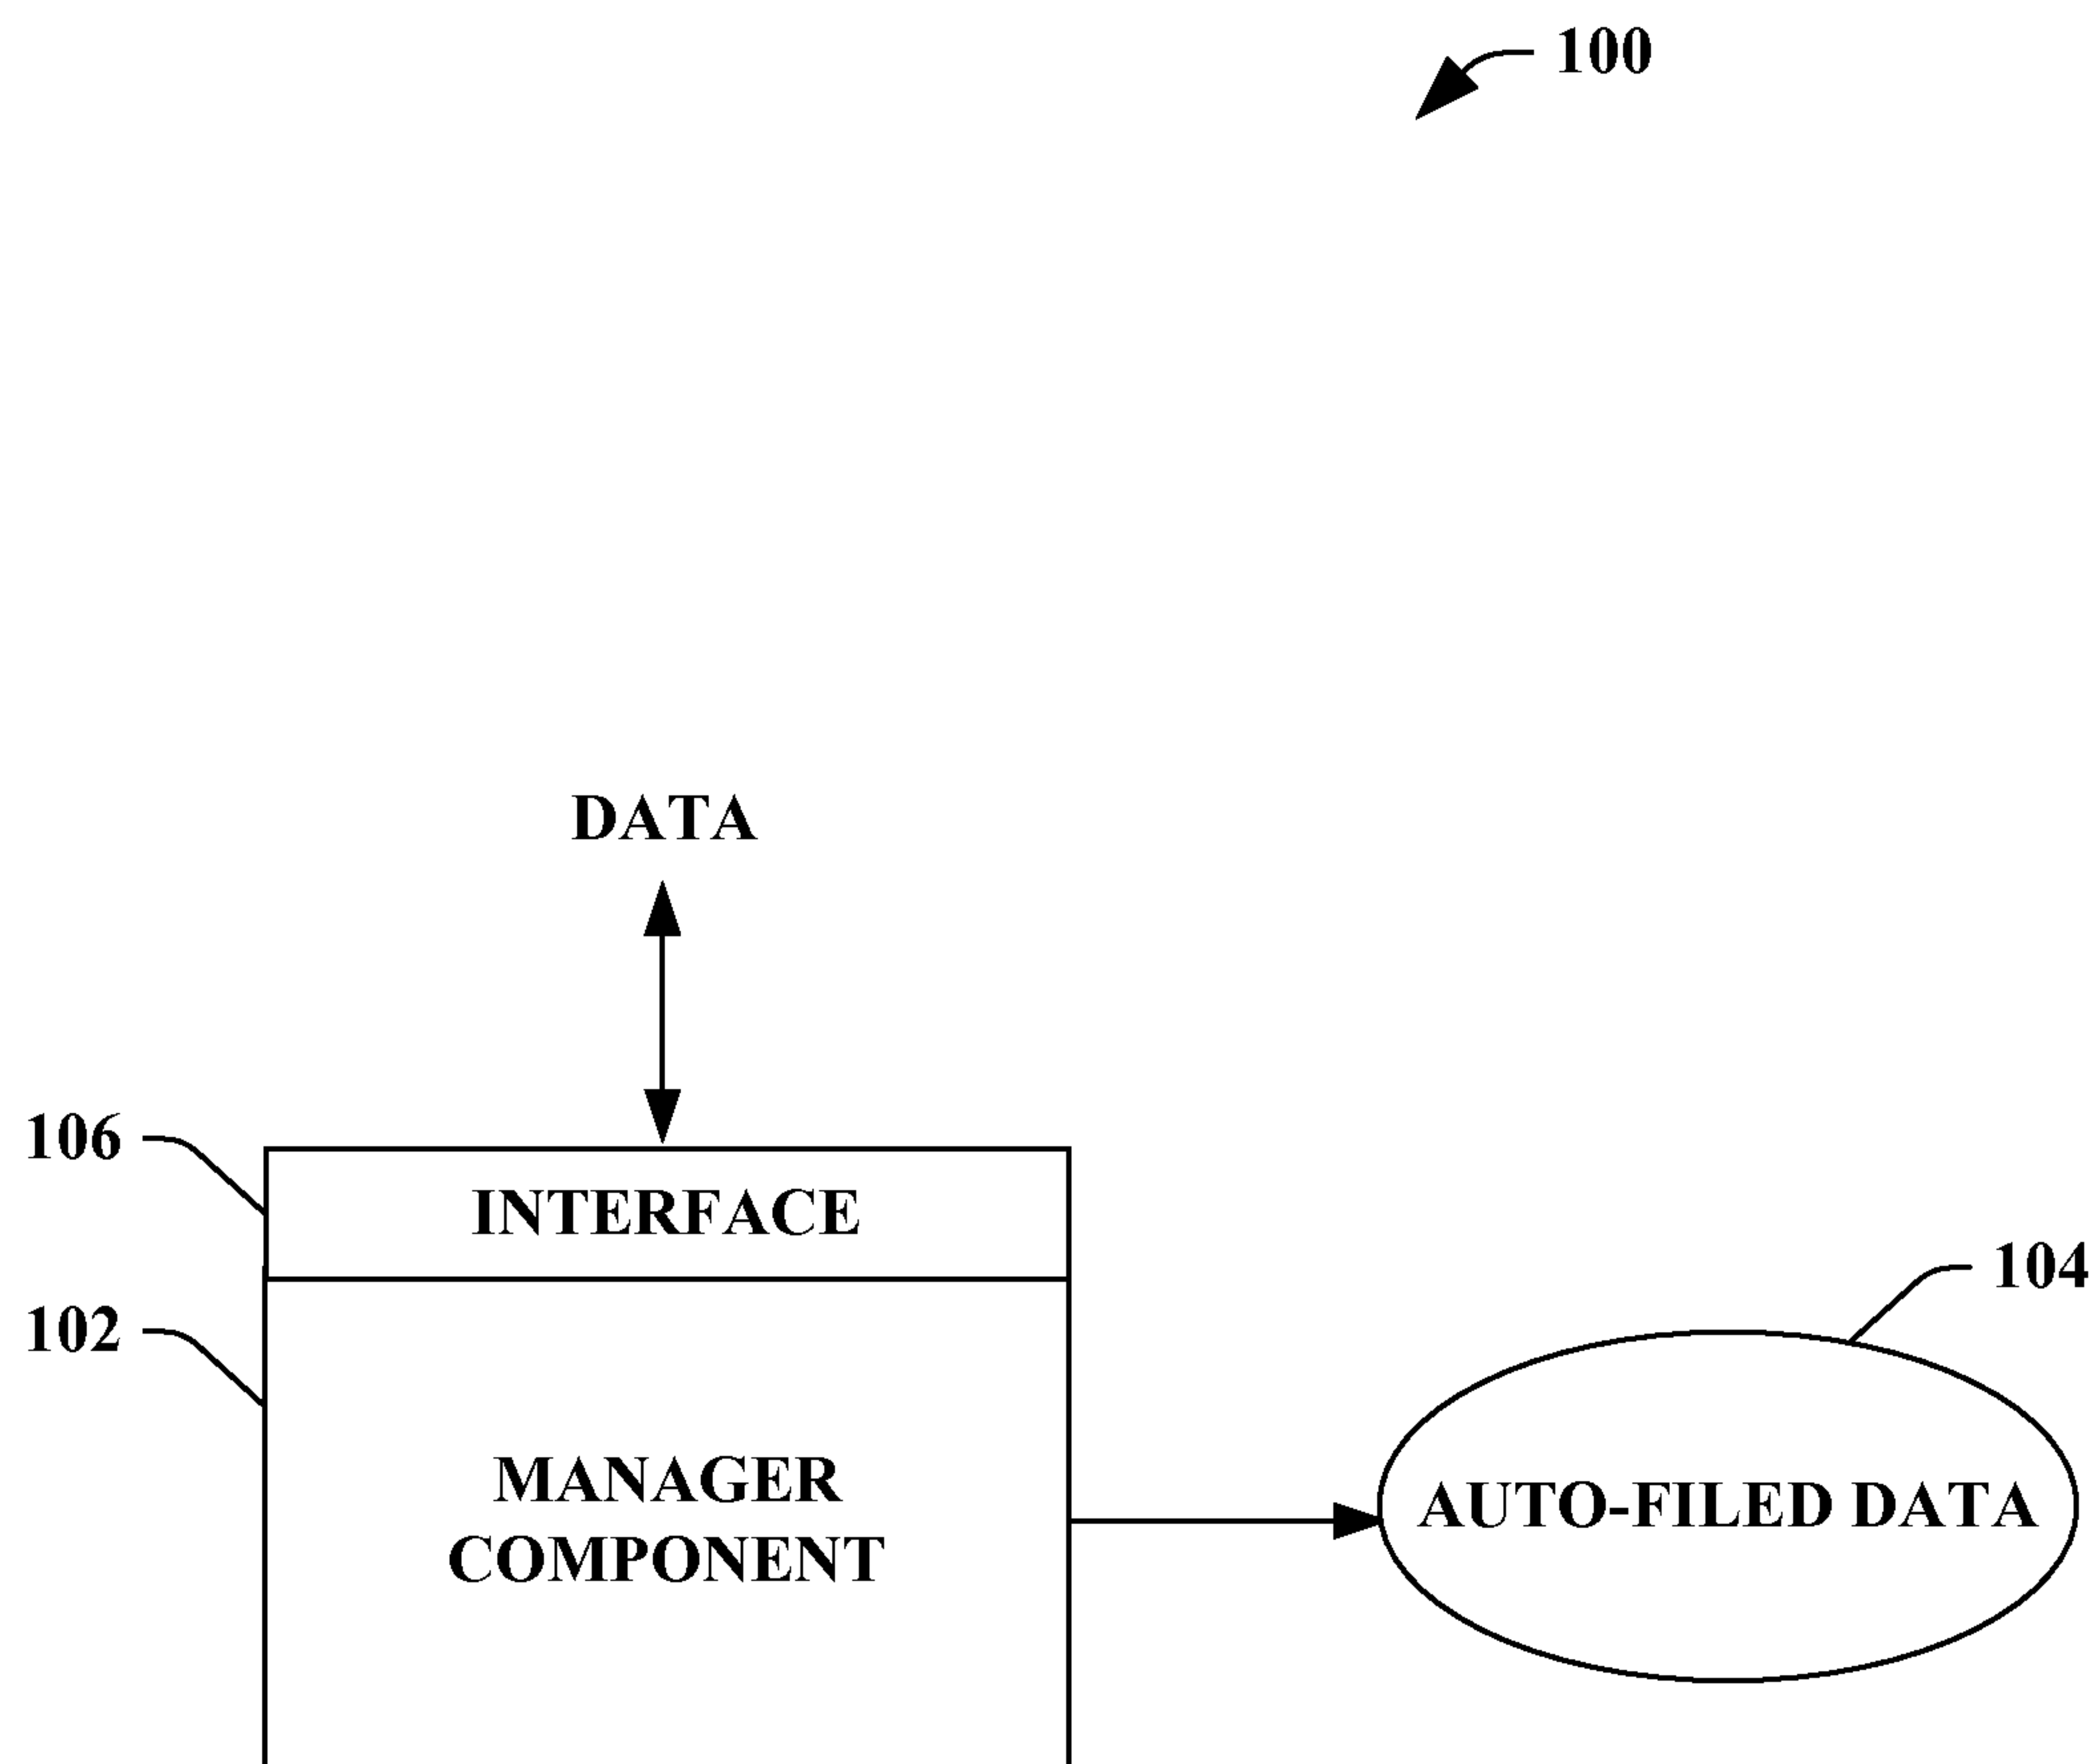 100
DATA
106
INTERFACE
104
102
MANAGER
COMPONENT
AUTO-FILED DATA